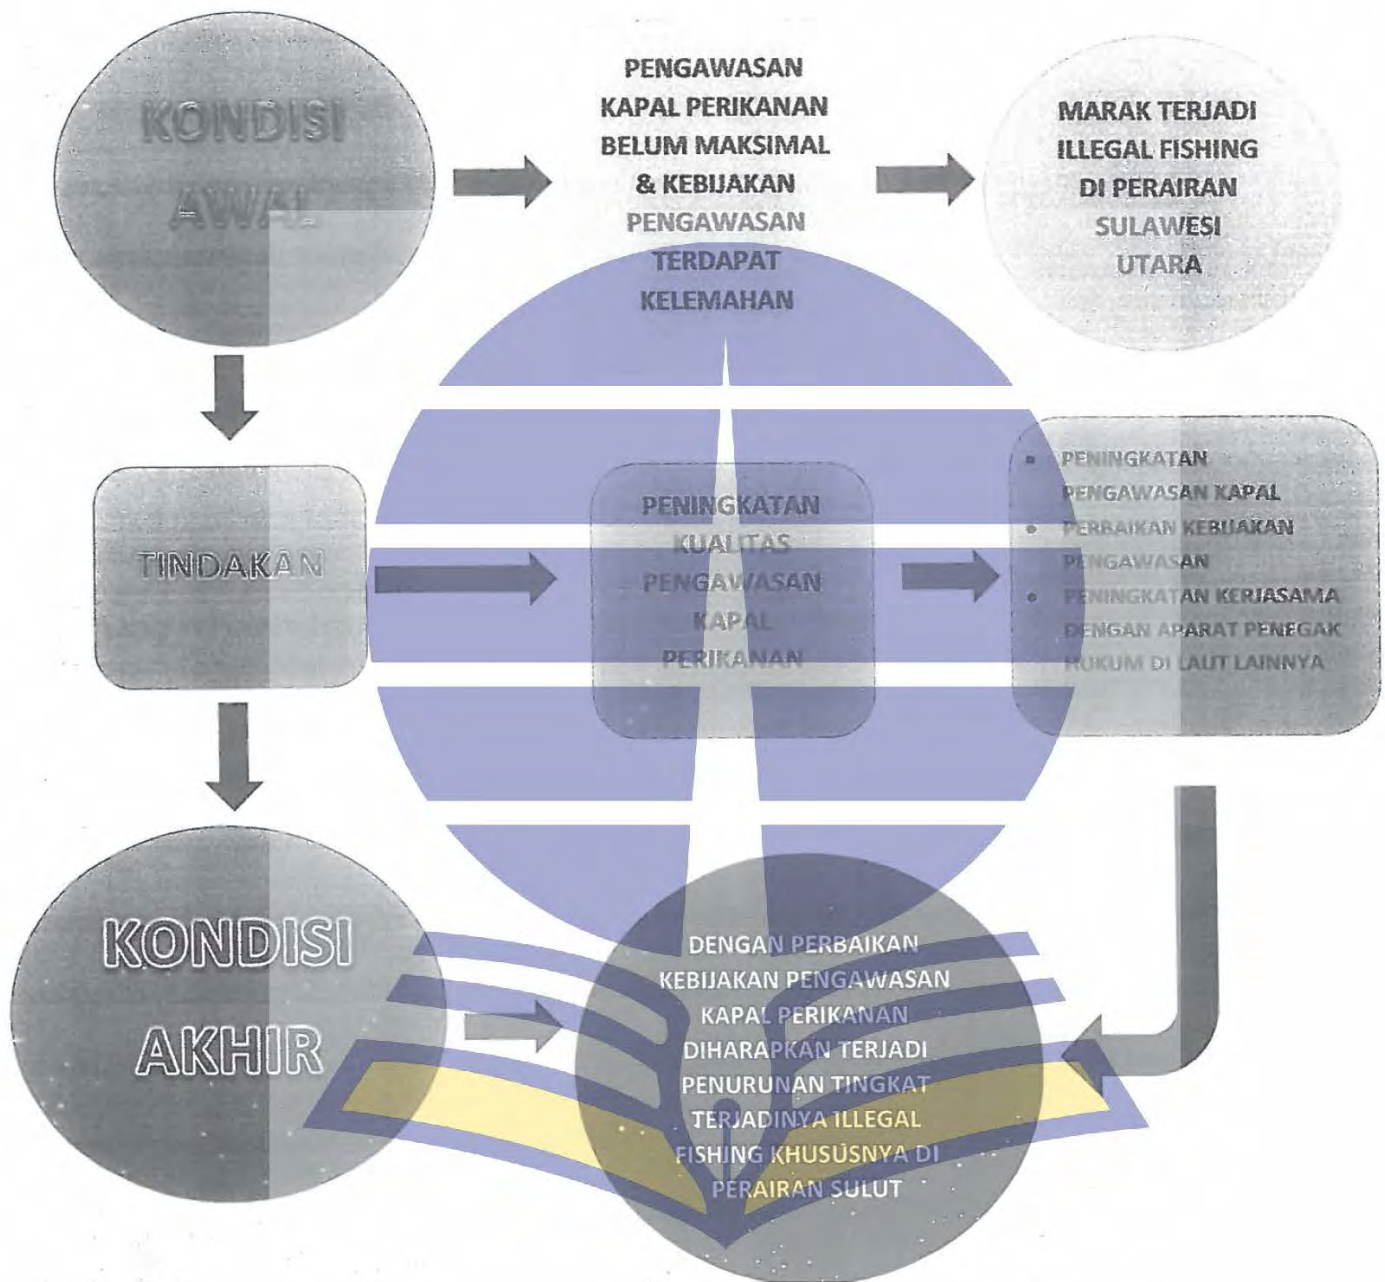 KONDISI
AWAL
PENGAWASAN
KAPAL PERIKANAN
BELUM MAKSIMAL
& KEBIJAKAN
PENGAWASAN
TERDAPAT
KELEMAHAN
MARAK TERJADI
ILLEGAL FISHING
DI PERAIRAN
SULAWESI
UTARA
TINDAKAN
PENINGKATAN
KUALITAS
PENGAWASAN
KAPAL
PERIKANAN
• PENINGKATAN
PENGAWASAN KAPAL
• PERBAIKAN KEBIJAKAN
PENGAWASAN
• PENINGKATAN KERJASAMA
DENGAN APARAT PENEGAK
HUKUM DI LAUT LAINNYA
KONDISI
AKHIR
DENGAN PERBAIKAN
KEBIJAKAN PENGAWASAN
KAPAL PERIKANAN
DIHARAPKAN TERJADI
PENURUNAN TINGKAT
TERJADINYA ILLEGAL
FISHING KHUSUSNYA DI
PERAIRAN SULUT